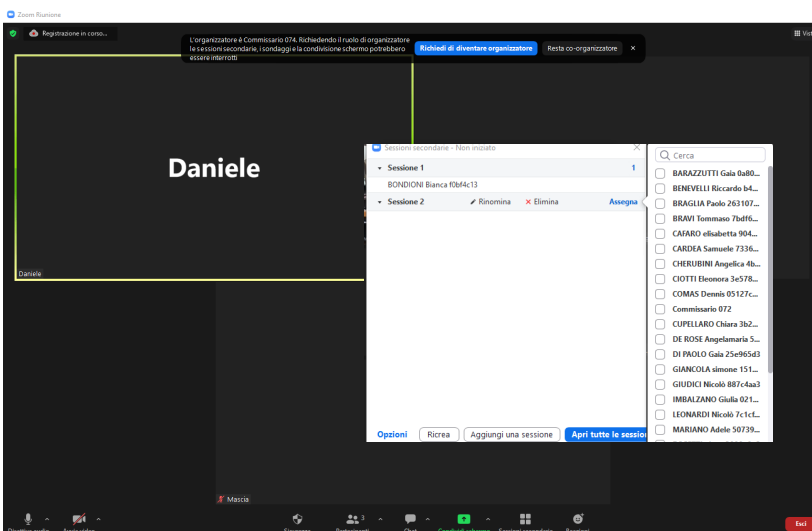 Zoom Riunione
Registrazione in corso...
L'organizzatore è Commissario 074. Richiedendo il ruolo di organizzatore
le sessioni secondarie, i sondaggi e la condivisione schermo potrebbero
essere interrotti
Richiedi di diventare organizzatore
Resta co-organizzatore
Vist
Daniele
Daniele
Sessioni secondarie - Non iniziato
Sessione 1 1
BONDIONI Bianca f0bf4c13
Sessione 2 Rinomina Elimina Assegna
Opzioni Ricrea Aggiungi una sessione Apri tutte le session
Cerca
BARAZZUTTI Gaia 0a80...
BENEVELLI Riccardo b4...
BRAGLIA Paolo 263107...
BRAVI Tommaso 7bdf6...
CAFARO elisabetta 904...
CARDEA Samuele 7336...
CHERUBINI Angelica 4b...
CIOTTI Eleonora 3e578...
COMAS Dennis 05127c...
Commissario 072
CUPELLARO Chiara 3b2...
DE ROSE Angelamaria 5...
DI PAOLO Gaia 25e965d3
GIANCOLA simone 151...
GIUDICI Nicolò 887c4aa3
IMBALZANO Giulia 021...
LEONARDI Nicolò 7c1cf...
MARIANO Adele 50739...
Mascia
3
Esci